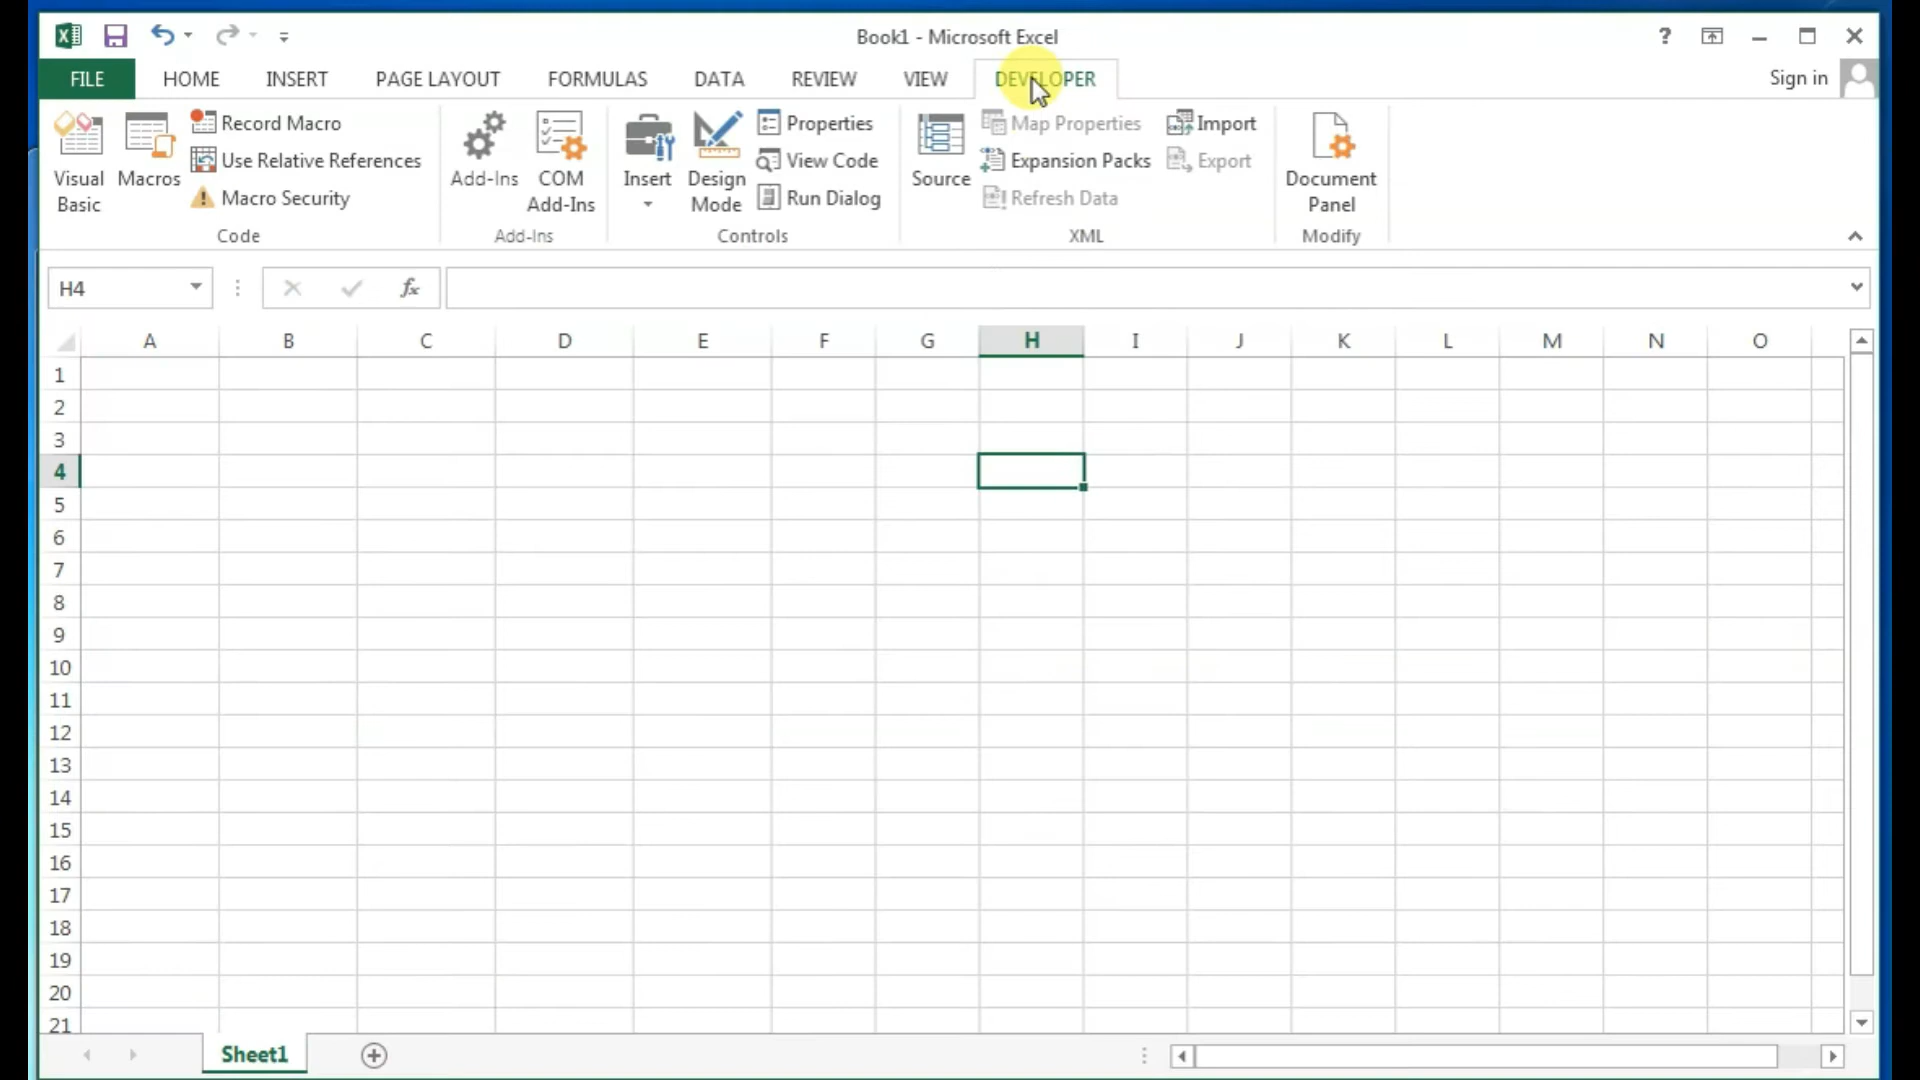 Book1 - Microsoft Excel
?
FILE HOME INSERT PAGE LAYOUT FORMULAS DATA REVIEW VIEW DEVELOPER Sign in
Visual Basic
Macros
Record Macro
Use Relative References
Macro Security
Code
Add-Ins
COM Add-Ins
Add-Ins
Insert
Design Mode
Properties
View Code
Run Dialog
Controls
Source
Map Properties
Expansion Packs
Refresh Data
Import
Export
XML
Document Panel
Modify
H4
fx
A B C D E F G H I J K L M N O
1
2
3
4
5
6
7
8
9
10
11
12
13
14
15
16
17
18
19
20
21
Sheet1